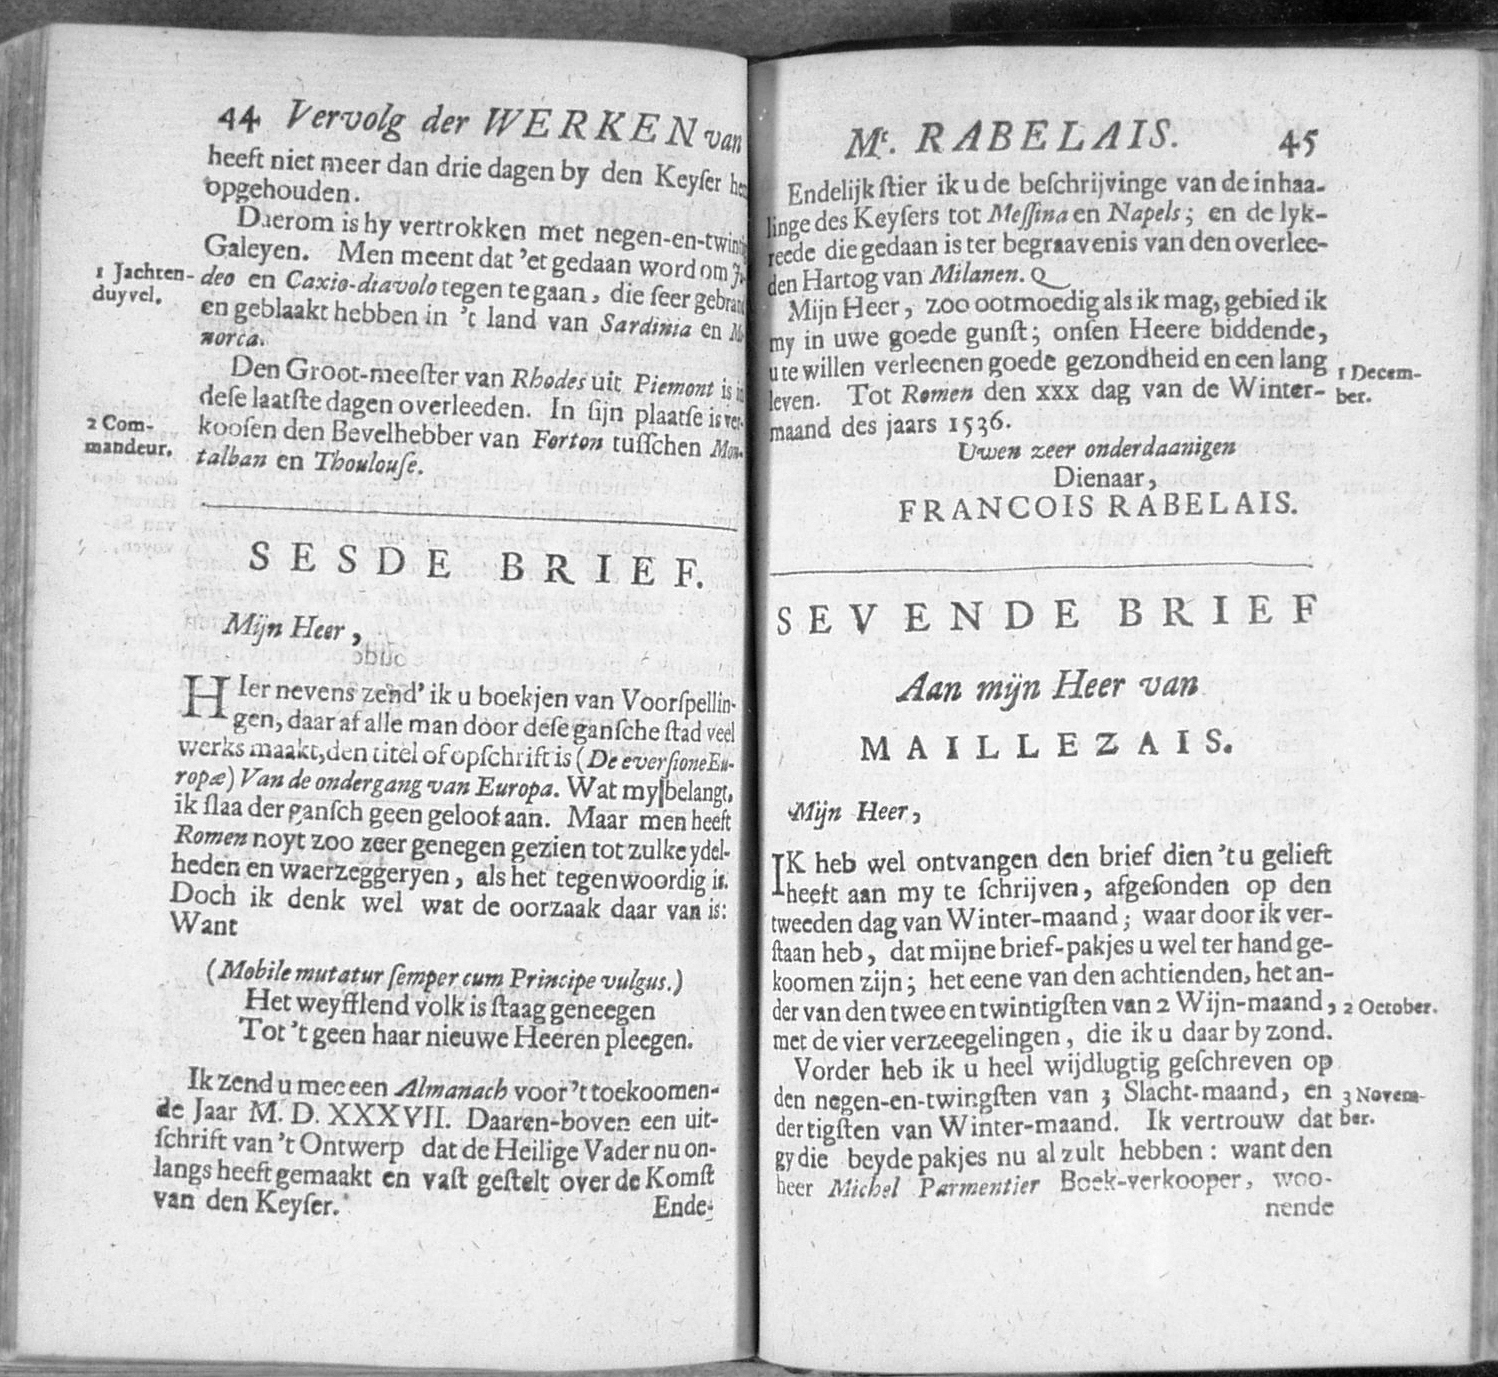 44 Vervolg der WERKEN van
heeft niet meer dan drie dagen by den Keyſer
opgehouden.
Daerom is hy vertrokken met negen-en-twintig
Galeyen. Men meent dat 'et gedaan word om
1 Jachten-
duyvel.
deo en Caxio-diavolo tegen te gaan, die ſeer gebrand
en geblaakt hebben in 't land van Sardinia en Mi-
norca.
Den Groot-meeſter van Rhodes uit Piemont is in
deſe laatſte dagen overleeden. In ſijn plaatſe is ver-
2 Com-
mandeur.
kooſen den Bevelhebber van Forton tuſſchen Mon-
talban en Thoulouſe.
SESDE BRIEF.
Mijn Heer,
HIer nevens zend' ik u boekjen van Voorſpellin-
gen, daar af alle man door deſe ganſche ſtad veel
werks maakt, den titel of opſchrift is (De everſione Eu-
ropæ) Van de ondergang van Europa. Wat my belangt,
ik ſlaa der ganſch geen geloof aan. Maar men heeft
Romen noyt zoo zeer genegen gezien tot zulke ydel-
heden en waerzeggeryen, als het tegenwoordig is.
Doch ik denk wel wat de oorzaak daar van is:
Want
(Mobile mutatur ſemper cum Principe vulgus.)
Het weyfflend volk is ſtaag geneegen
Tot 't geen haar nieuwe Heeren pleegen.
Ik zend u mee een Almanach voor 't toekoomen-
de Jaar M. D. XXXVII. Daaren-boven een uit-
ſchrift van 't Ontwerp dat de Heilige Vader nu on-
langs heeft gemaakt en vaſt geſtelt over de Komſt
van den Keyſer.
Ende-
Mr. RABELAIS. 45
Endelijk ſtier ik u de beſchrijvinge van de inhaa-
linge des Keyſers tot Meſſina en Napels; en de lyk-
reede die gedaan is ter begraavenis van den overlee-
den Hartog van Milanen.
Mijn Heer, zoo ootmoedig als ik mag, gebied ik
my in uwe goede gunſt; onſen Heere biddende,
u te willen verleenen goede gezondheid en een lang
leven. Tot Romen den xxx dag van de Winter-
1 Decem-
ber.
maand des jaars 1536.
Uwen zeer onderdaanigen
Dienaar,
FRANCOIS RABELAIS.
SEVENDE BRIEF
Aan mijn Heer van
MAILLEZAIS.
Mijn Heer,
IK heb wel ontvangen den brief dien 't u gelieft
heeft aan my te ſchrijven, afgeſonden op den
tweeden dag van Winter-maand; waar door ik ver-
ſtaan heb, dat mijne brief-pakjes u wel ter hand ge-
koomen zijn; het eene van den achtienden, het an-
der van den twee en twintigſten van 2 Wijn-maand,
2 October.
met de vier verzeegelingen, die ik u daar by zond.
Vorder heb ik u heel wijdlugtig geſchreven op
den negen-en-twingſten van 3 Slacht-maand, en
3 Novem-
ber.
dertigſten van Winter-maand. Ik vertrouw dat
gy die beyde pakjes nu al zult hebben: want den
heer Michel Parmentier Boek-verkooper, woo-
nende